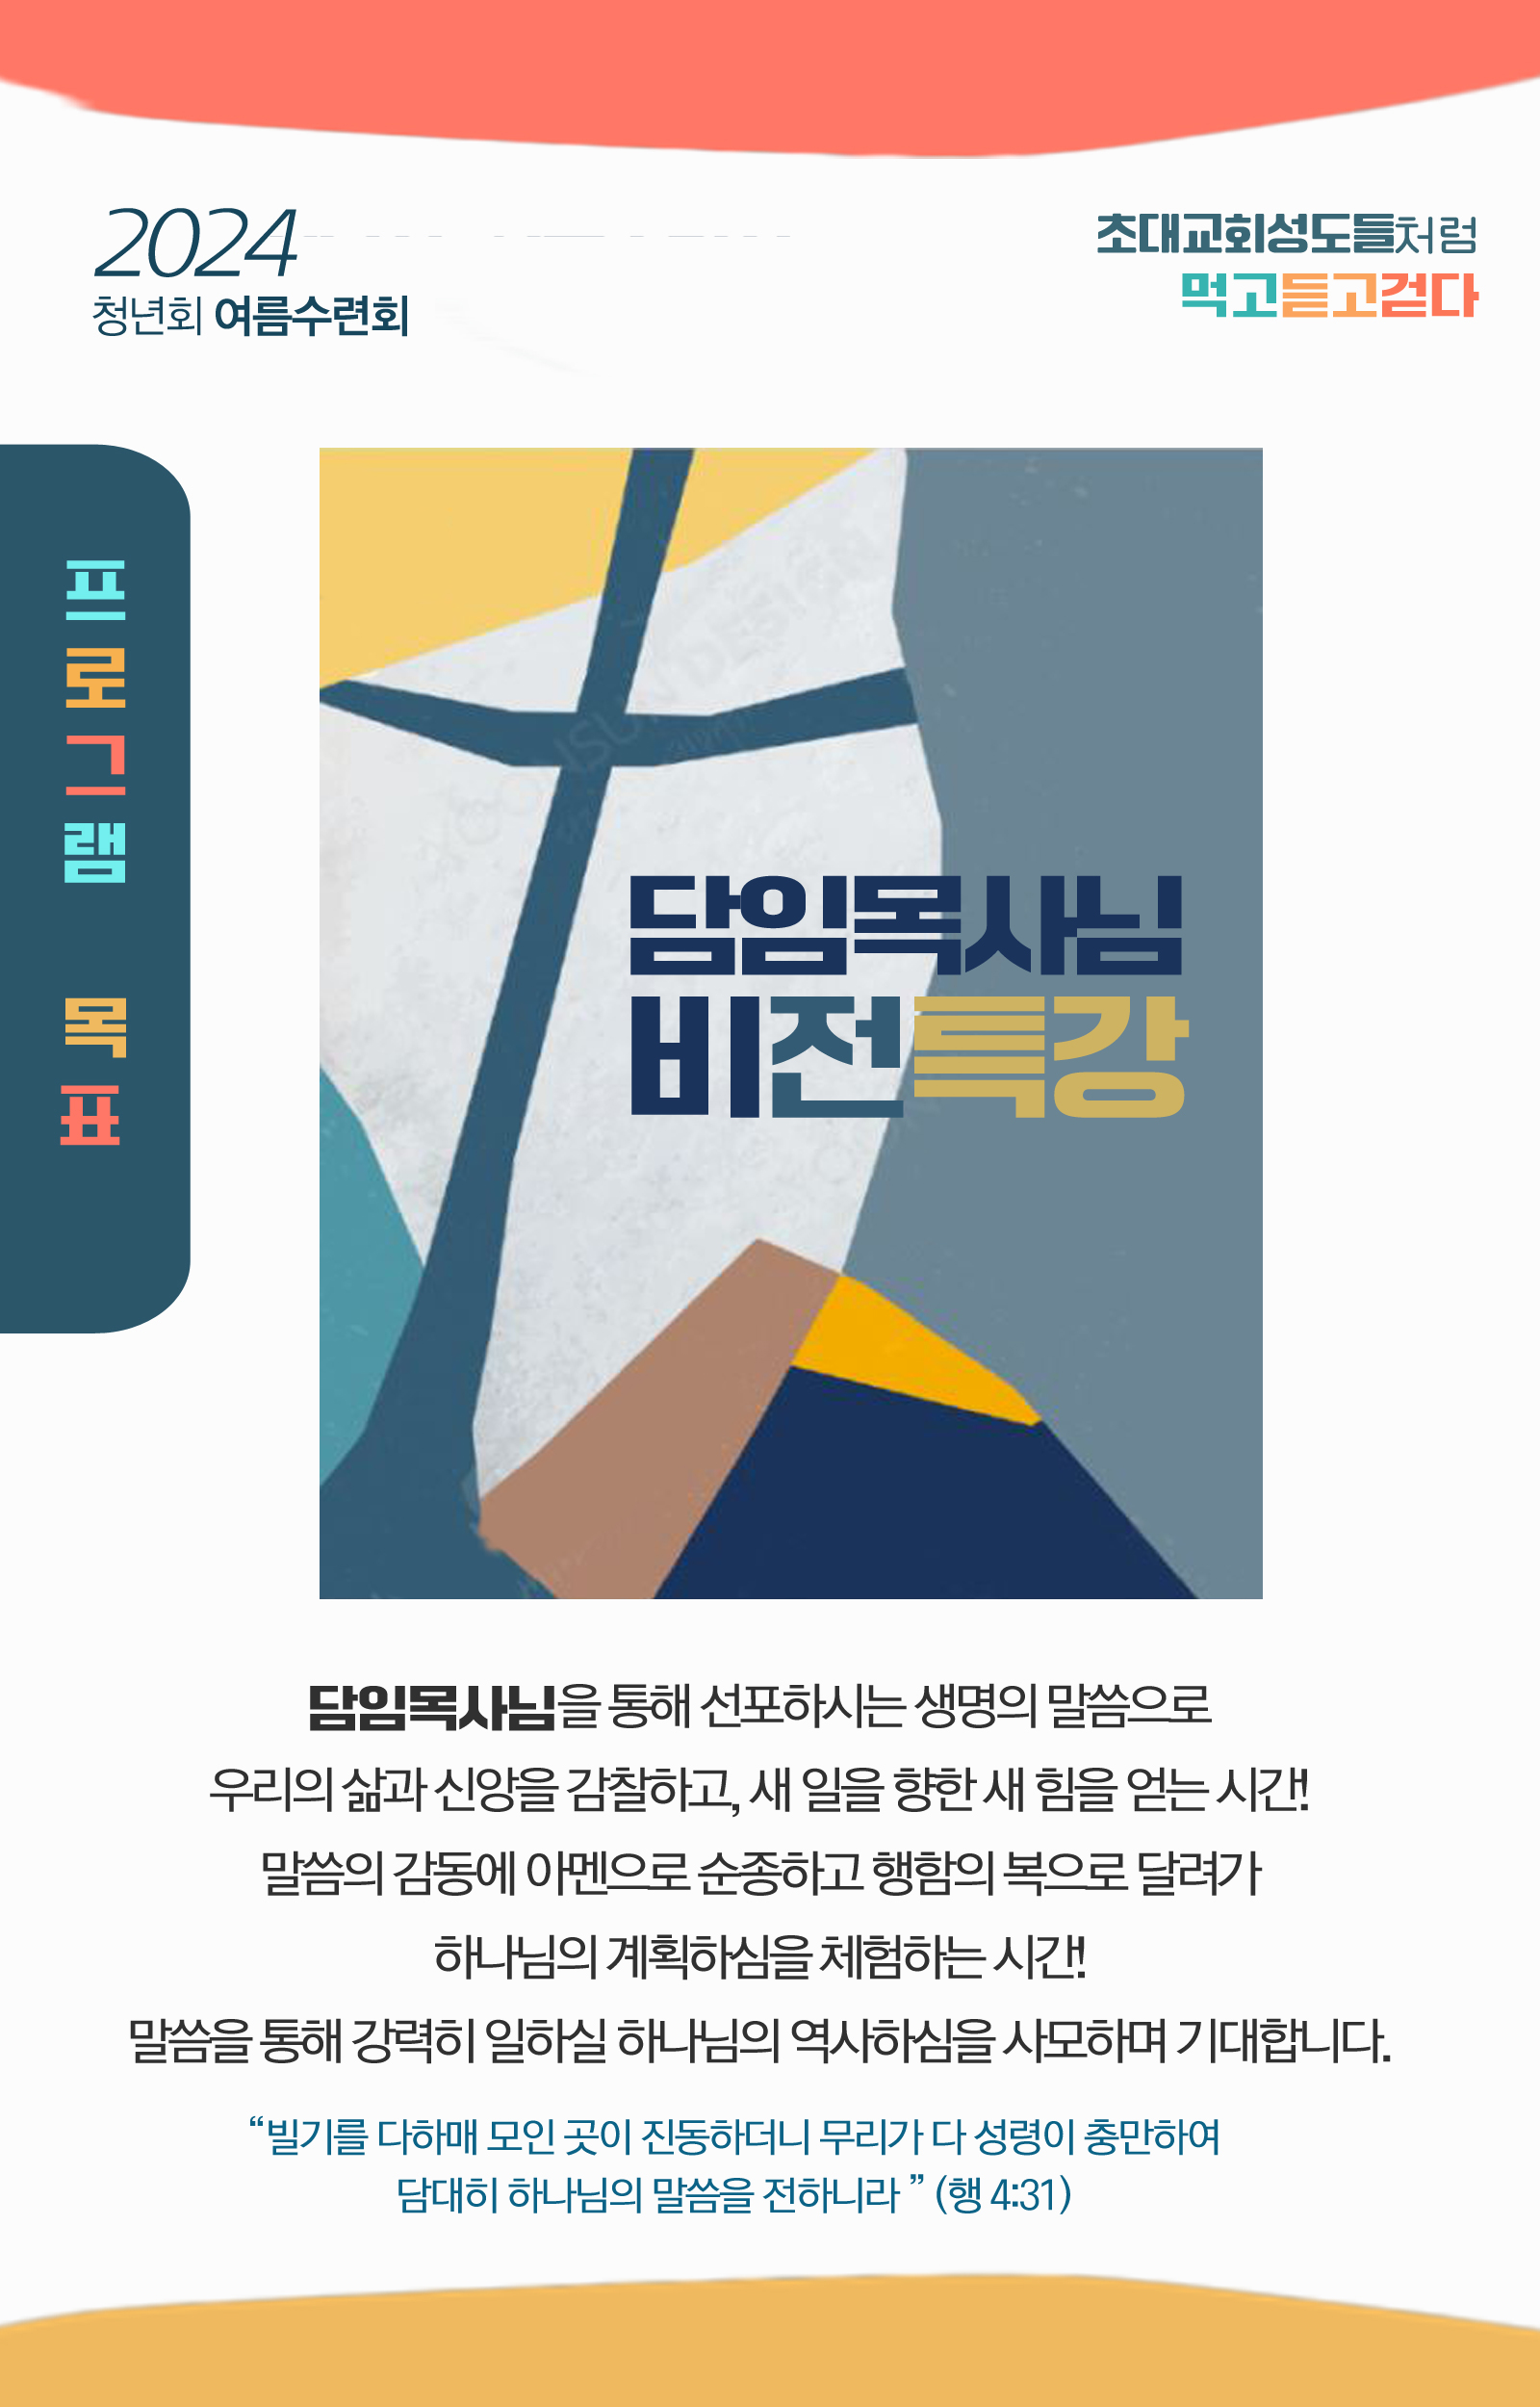 2024
청년회 여름수련회
초대교회성도들처럼
먹고듣고걷다
프로그램 목표
담임목사님
비전특강
담임목사님을 통해 선포하시는 생명의 말씀으로
우리의 삶과 신앙을 감찰하고, 새 일을 향한 새 힘을 얻는 시간!
말씀의 감동에 아멘으로 순종하고 행함의 복으로 달려가
하나님의 계획하심을 체험하는 시간!
말씀을 통해 강력히 일하실 하나님의 역사하심을 사모하며 기대합니다.
“빌기를 다하매 모인 곳이 진동하더니 무리가 다 성령이 충만하여
담대히 하나님의 말씀을 전하니라 ” (행 4:31)